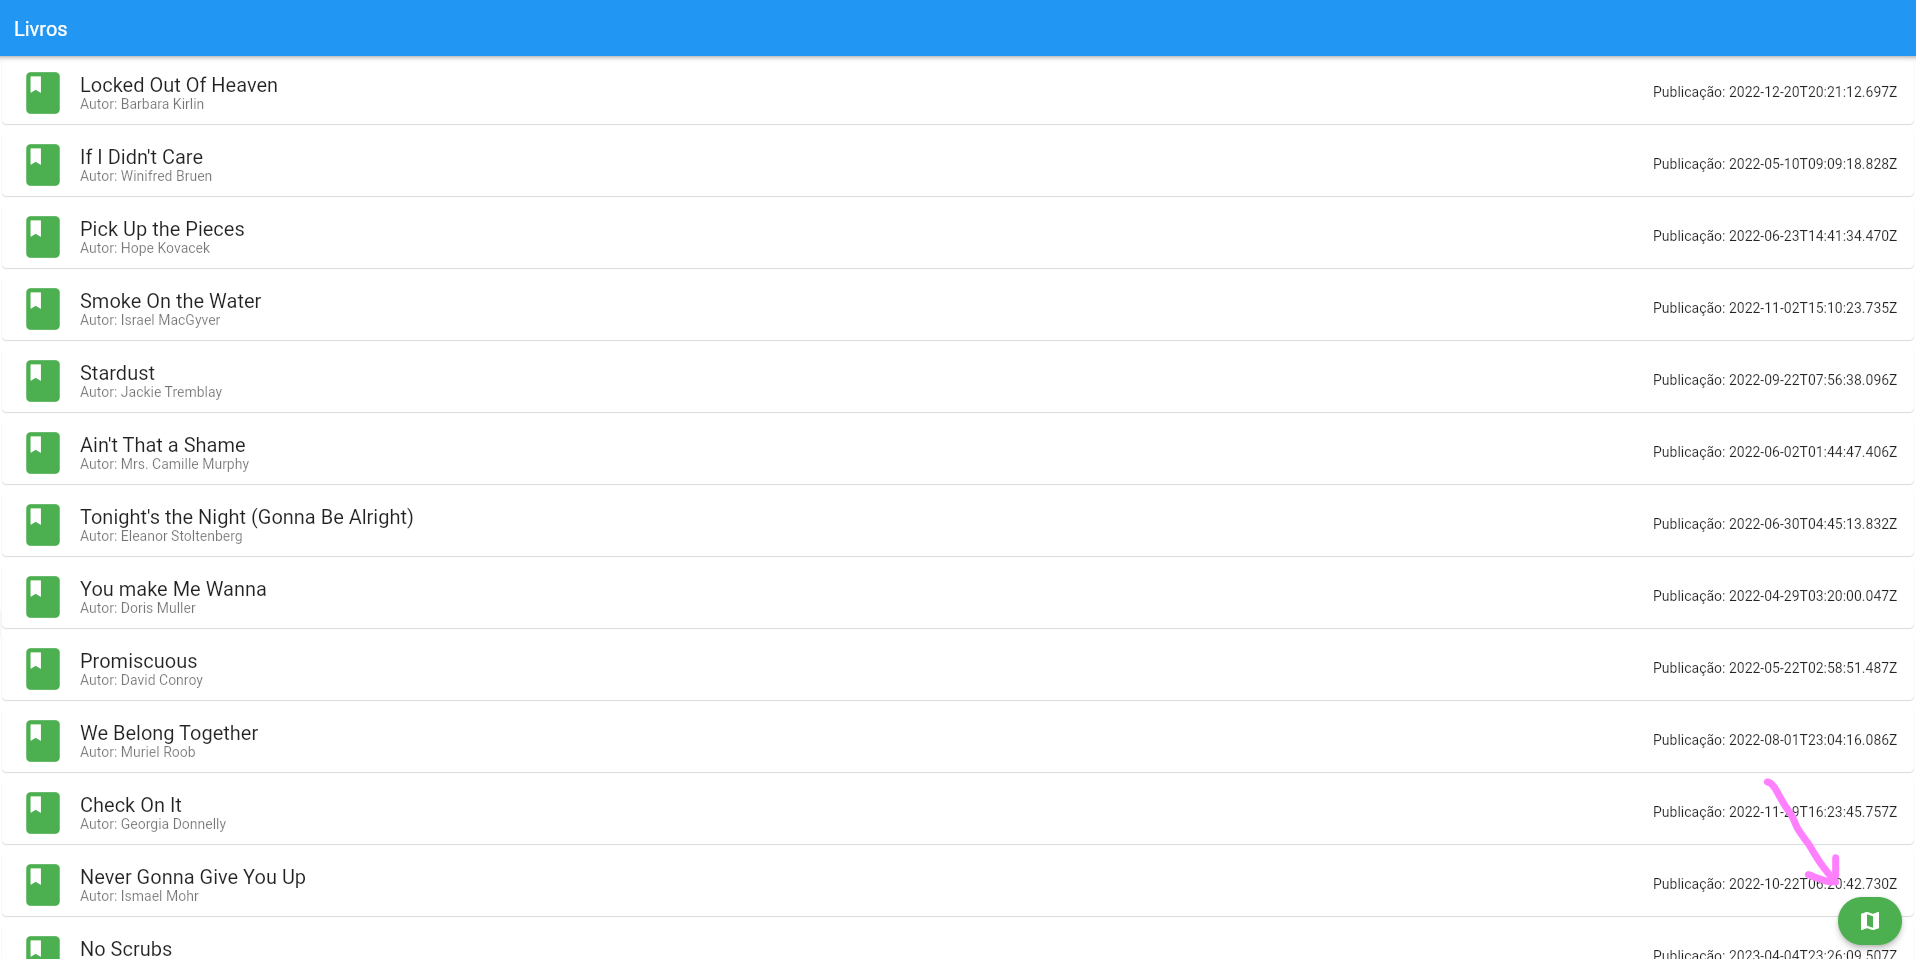 Livros
Locked Out Of Heaven
Autor: Barbara Kirlin
Publicação: 2022-12-20T20:21:12.697Z
If I Didn't Care
Autor: Winifred Bruen
Publicação: 2022-05-10T09:09:18.828Z
Pick Up the Pieces
Autor: Hope Kovacek
Publicação: 2022-06-23T14:41:34.470Z
Smoke On the Water
Autor: Israel MacGyver
Publicação: 2022-11-02T15:10:23.735Z
Stardust
Autor: Jackie Tremblay
Publicação: 2022-09-22T07:56:38.096Z
Ain't That a Shame
Autor: Mrs. Camille Murphy
Publicação: 2022-06-02T01:44:47.406Z
Tonight's the Night (Gonna Be Alright)
Autor: Eleanor Stoltenberg
Publicação: 2022-06-30T04:45:13.832Z
You make Me Wanna
Autor: Doris Muller
Publicação: 2022-04-29T03:20:00.047Z
Promiscuous
Autor: David Conroy
Publicação: 2022-05-22T02:58:51.487Z
We Belong Together
Autor: Muriel Roob
Publicação: 2022-08-01T23:04:16.086Z
Check On It
Autor: Georgia Donnelly
Publicação: 2022-11-29T16:23:45.757Z
Never Gonna Give You Up
Autor: Ismael Mohr
Publicação:
No Scrubs
Publicação: 2023-04-04T23:26:09.507Z